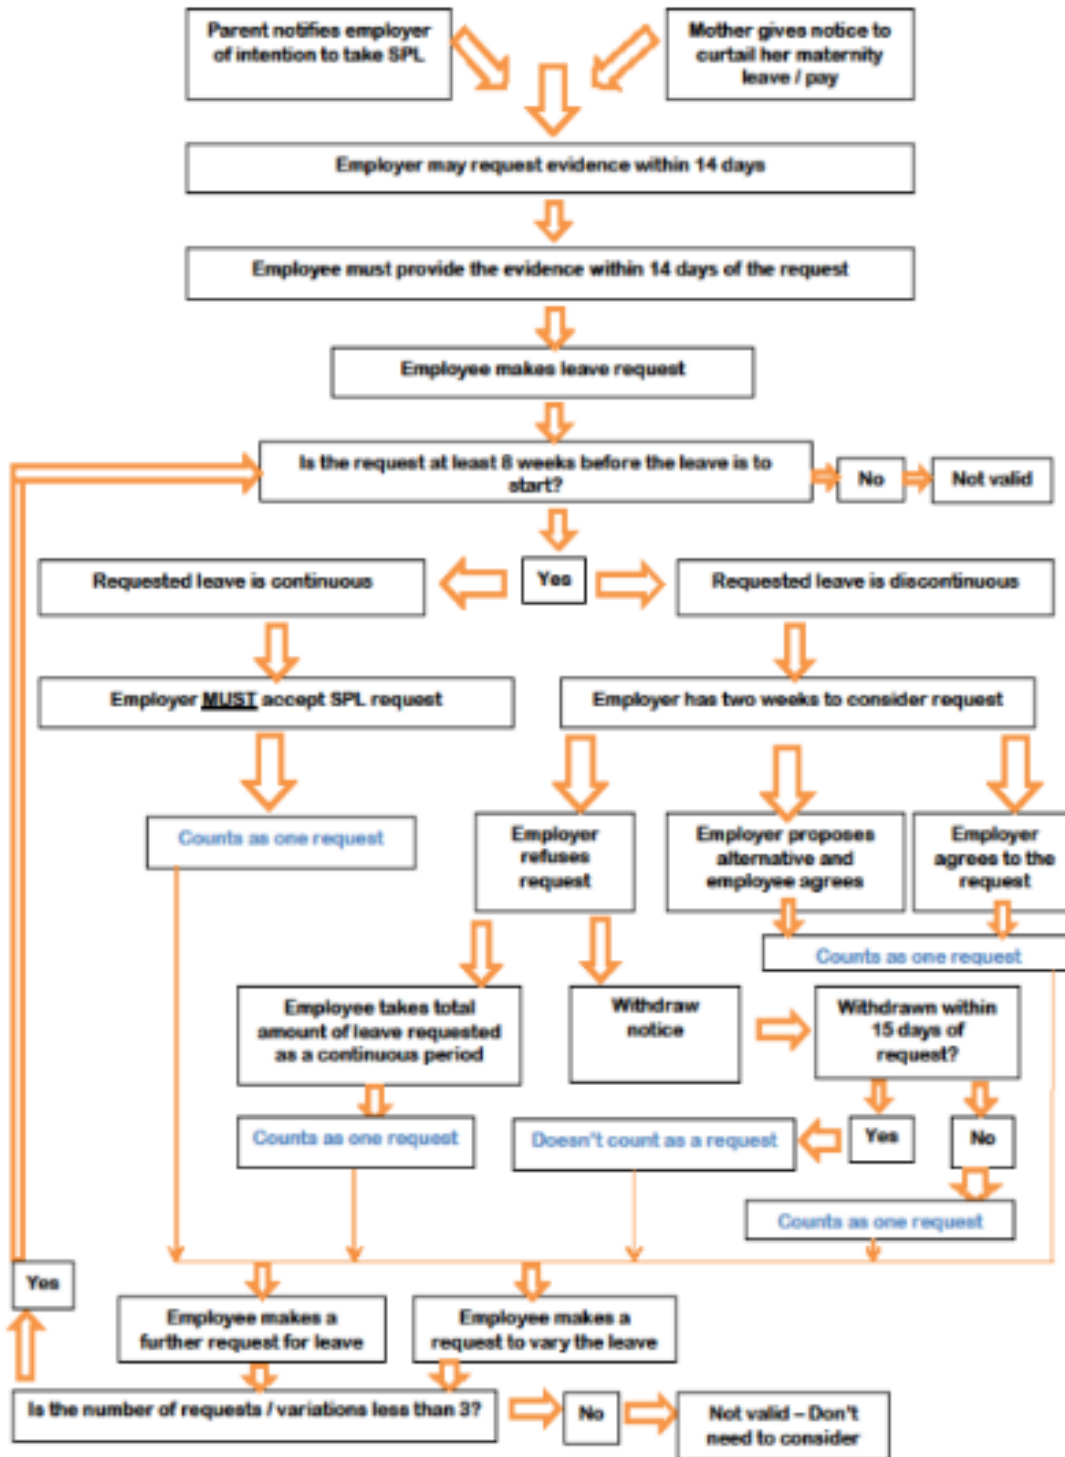 Parent notifies employer
of intention to take SPL
Mother gives notice to
curtail her maternity
leave / pay
Employer may request evidence within 14 days
Employee must provide the evidence within 14 days of the request
Employee makes leave request
Is the request at least 8 weeks before the leave is to
start?
No
Not valid
Requested leave is continuous
Yes
Requested leave is discontinuous
Employer MUST accept SPL request
Employer has two weeks to consider request
Counts as one request
Employer
refuses
request
Employer proposes
alternative and
employee agrees
Employer
agrees to the
request
Counts as one request
Employee takes total
amount of leave requested
as a continuous period
Withdraw
notice
Withdrawn within
15 days of
request?
Counts as one request
Doesn't count as a request
Yes
No
Counts as one request
Yes
Employee makes a
further request for leave
Employee makes a
request to vary the leave
Is the number of requests / variations less than 3?
No
Not valid – Don't
need to consider